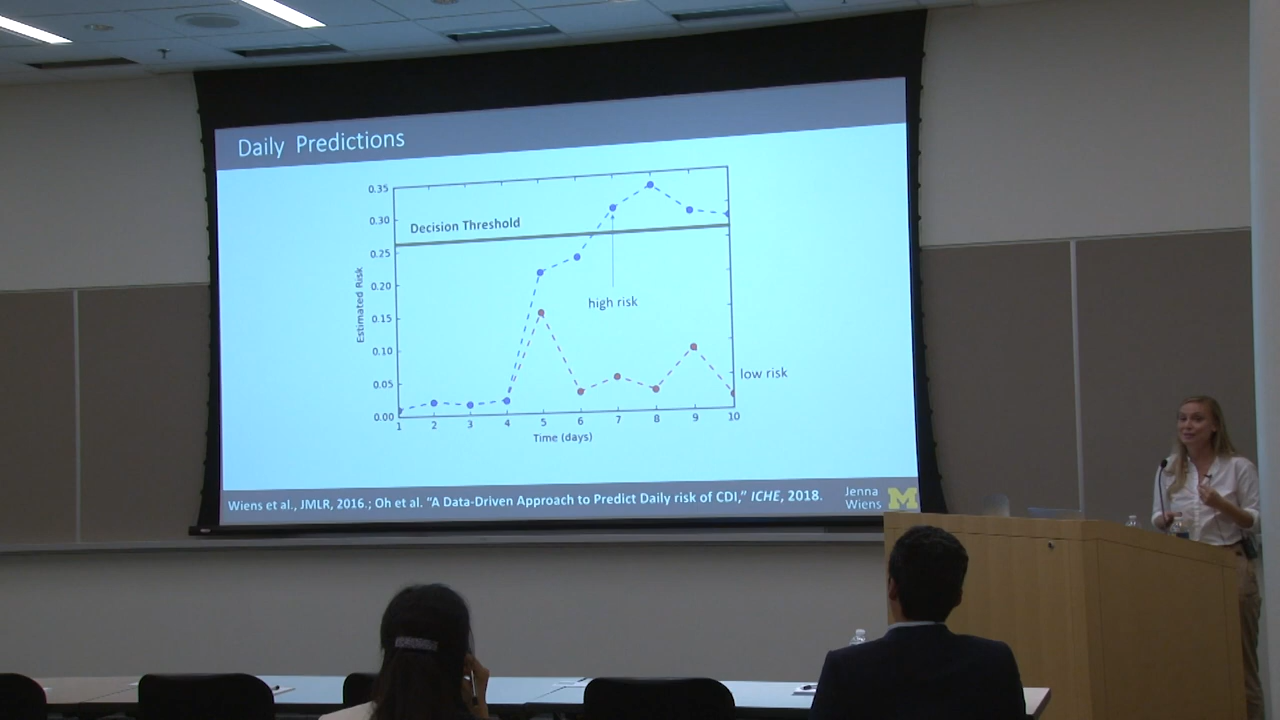 Daily Predictions
0.35
0.30
0.25
0.20
0.15
0.10
0.05
0.00
Estimated Risk
Decision Threshold
high risk
low risk
1 2 3 4 5 6 7 8 9 10
Time (days)
Wiens et al., JMLR, 2016.; Oh et al. "A Data-Driven Approach to Predict Daily risk of CDI," ICHE, 2018.
Jenna
Wiens
M